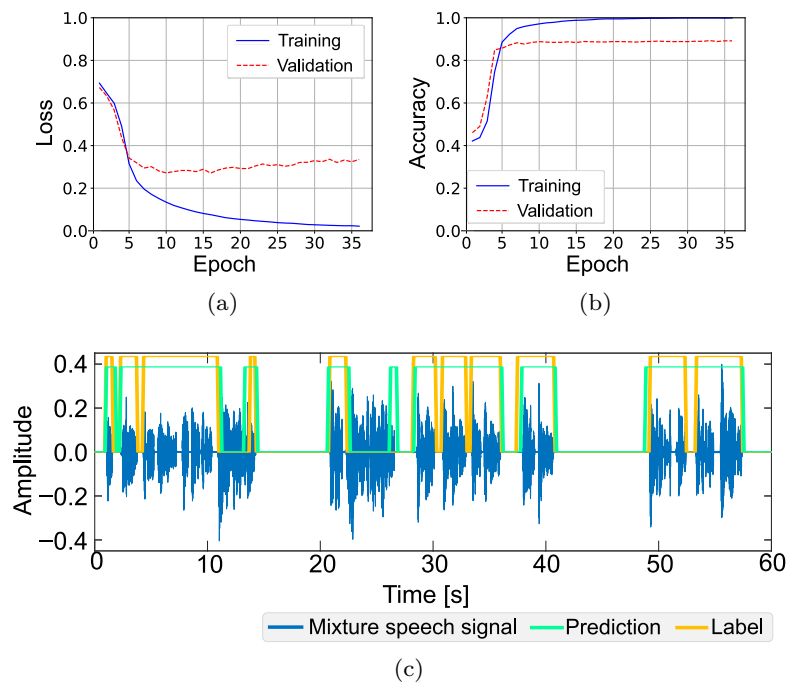 1.0
0.8
0.6
0.4
0.2
0.0
Loss
Training
Validation
0 5 10 15 20 25 30 35
Epoch
(a)
1.0
0.8
0.6
0.4
0.2
0.0
Accuracy
Training
Validation
0 5 10 15 20 25 30 35
Epoch
(b)
0.4
0.2
0.0
−0.2
−0.4
Amplitude
0 10 20 30 40 50 60
Time [s]
Mixture speech signal Prediction Label
(c)